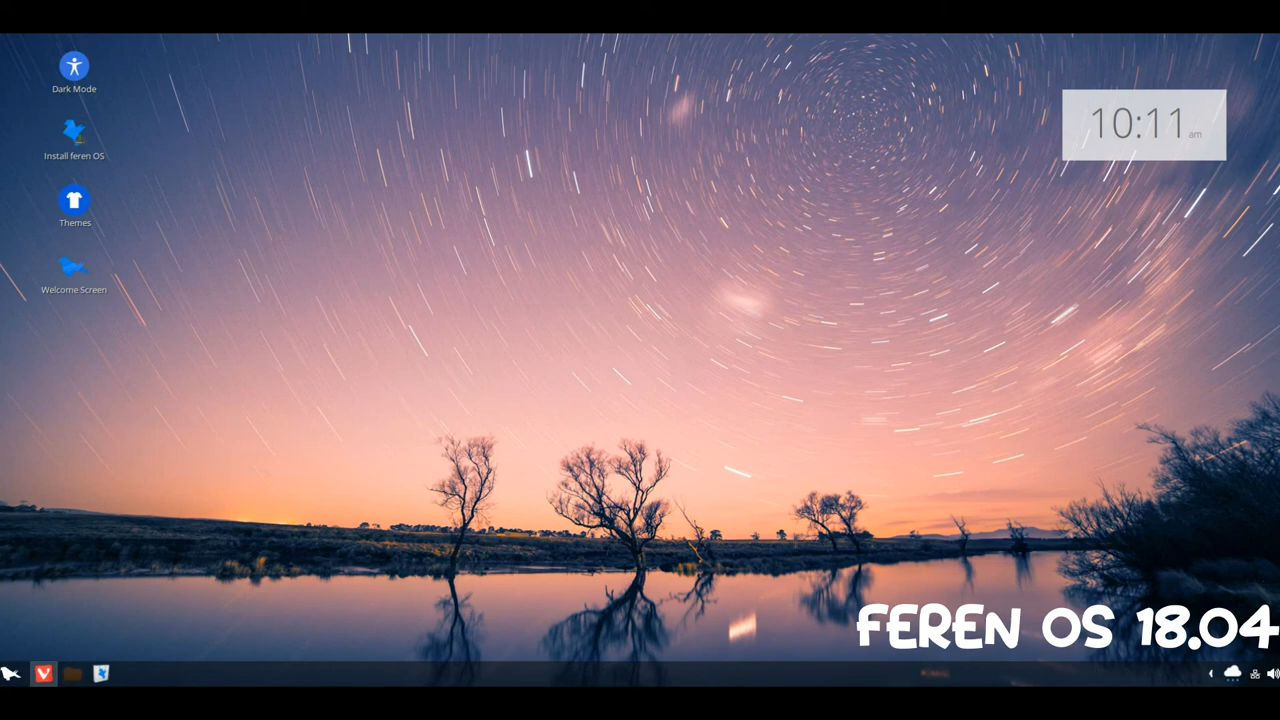 Dark Mode
Install feren OS
Themes
Welcome Screen
10:11 am
FEREN OS 18.04